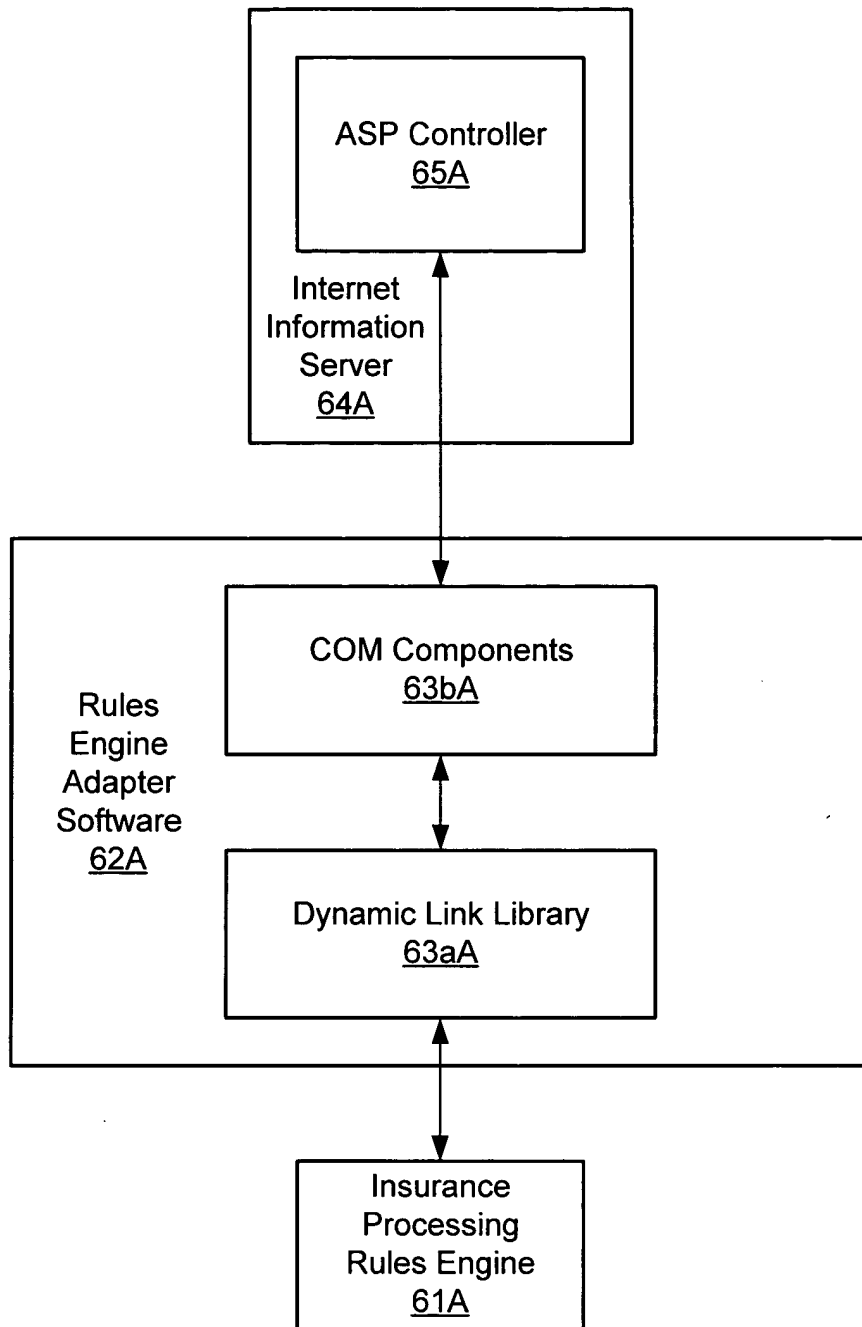 ASP Controller
65A
Internet
Information
Server
64A
COM Components
63bA
Rules
Engine
Adapter
Software
62A
Dynamic Link Library
63aA
Insurance
Processing
Rules Engine
61A